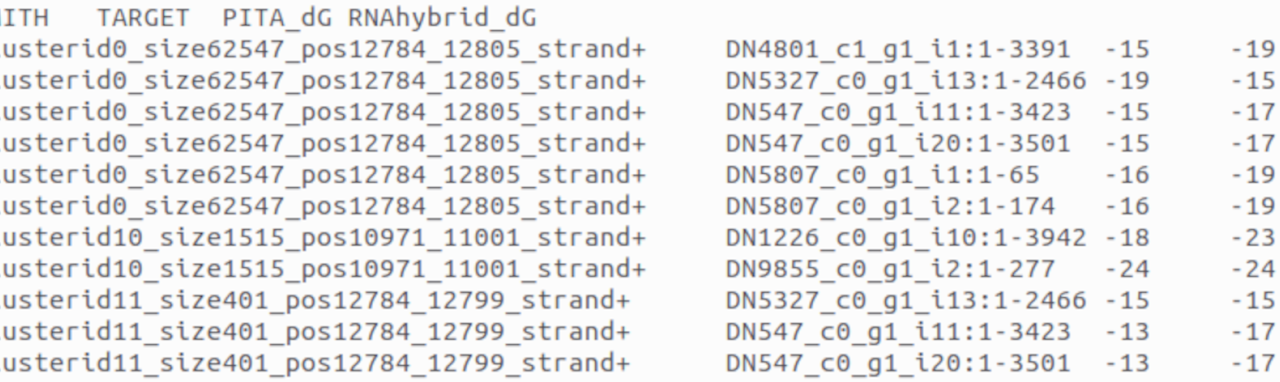 MITH TARGET PITA_dG RNAhybrid_dG
usterid0_size62547_pos12784_12805_strand+ DN4801_c1_g1_i1:1-3391 -15 -19
usterid0_size62547_pos12784_12805_strand+ DN5327_c0_g1_i13:1-2466 -19 -15
usterid0_size62547_pos12784_12805_strand+ DN547_c0_g1_i11:1-3423 -15 -17
usterid0_size62547_pos12784_12805_strand+ DN547_c0_g1_i20:1-3501 -15 -17
usterid0_size62547_pos12784_12805_strand+ DN5807_c0_g1_i1:1-65 -16 -19
usterid0_size62547_pos12784_12805_strand+ DN5807_c0_g1_i2:1-174 -16 -19
usterid10_size1515_pos10971_11001_strand+ DN1226_c0_g1_i10:1-3942 -18 -23
usterid10_size1515_pos10971_11001_strand+ DN9855_c0_g1_i2:1-277 -24 -24
usterid11_size401_pos12784_12799_strand+ DN5327_c0_g1_i13:1-2466 -15 -15
usterid11_size401_pos12784_12799_strand+ DN547_c0_g1_i11:1-3423 -13 -17
usterid11_size401_pos12784_12799_strand+ DN547_c0_g1_i20:1-3501 -13 -17